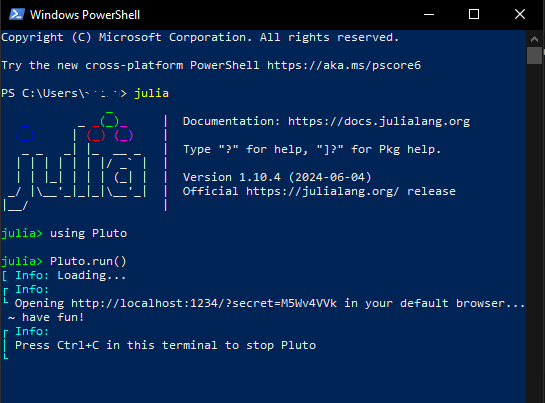 Windows PowerShell
Copyright (C) Microsoft Corporation. All rights reserved.
Try the new cross-platform PowerShell https://aka.ms/pscore6
PS C:\Users\> julia
Documentation: https://docs.julialang.org
Type "?" for help, "]?" for Pkg help.
Version 1.10.4 (2024-06-04)
Official https://julialang.org/ release
julia> using Pluto
julia> Pluto.run()
[ Info: Loading...
┌ Info:
└ Opening http://localhost:1234/?secret=M5Wv4VVk in your default browser...
~ have fun!
┌ Info:
│ Press Ctrl+C in this terminal to stop Pluto
└